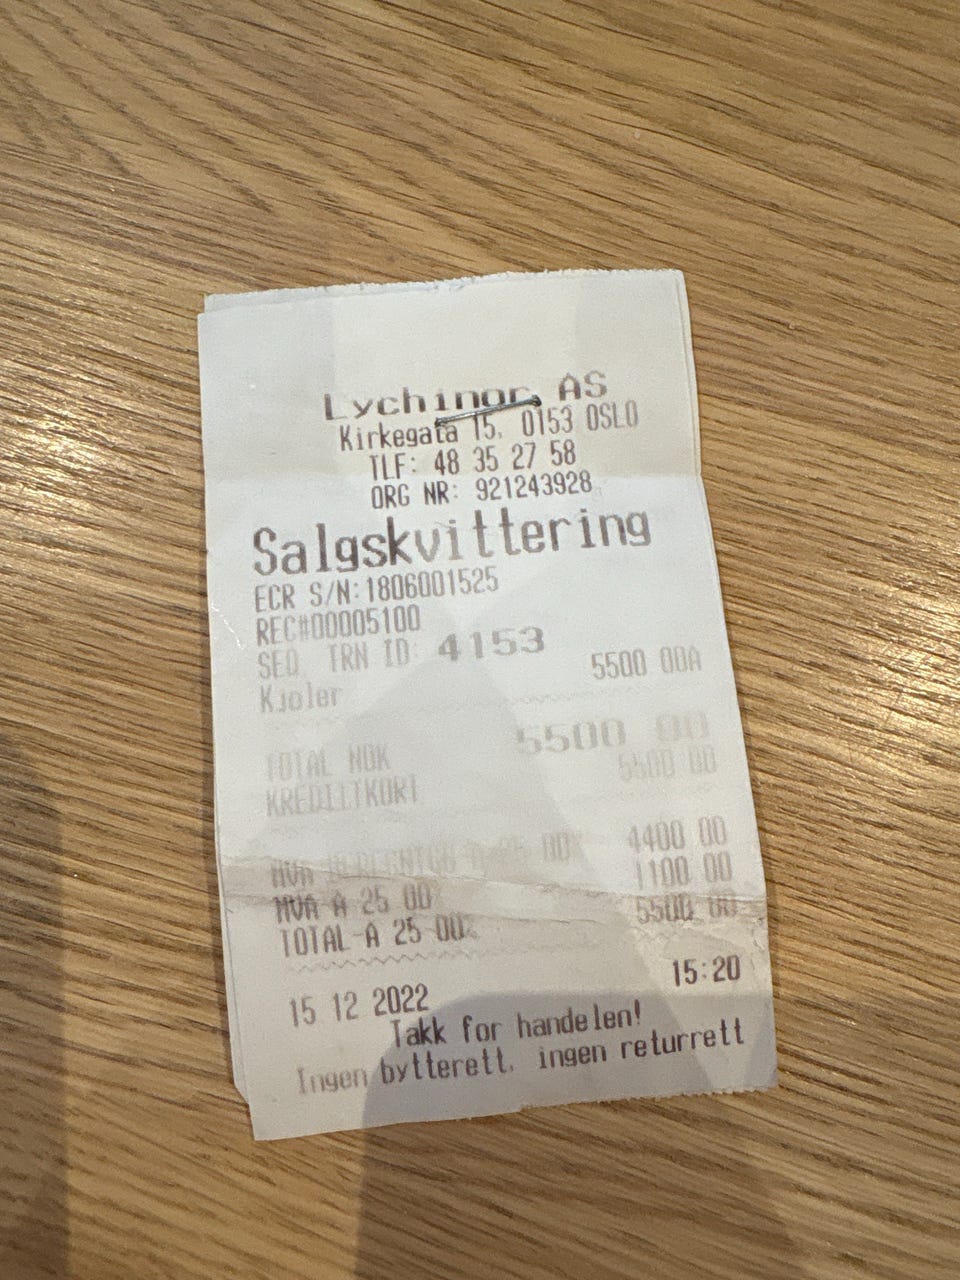 Lychinor AS
Kirkegata 15, 0153 OSLO
TLF: 48 35 27 58
ORG NR: 921243928
Salgskvittering
ECR S/N:1806001525
REC#00005100
SEQ TRN ID: 4153
Kjoler 5500 00A
TOTAL NOK 5500 00
KREDITTKORT 5500 00
MVA A 25 00% 4400 00
MVA A 25 00% 1100 00
TOTAL-A 25 00% 5500 00
15 12 2022 15:20
Takk for handelen!
Ingen bytterett, ingen returrett